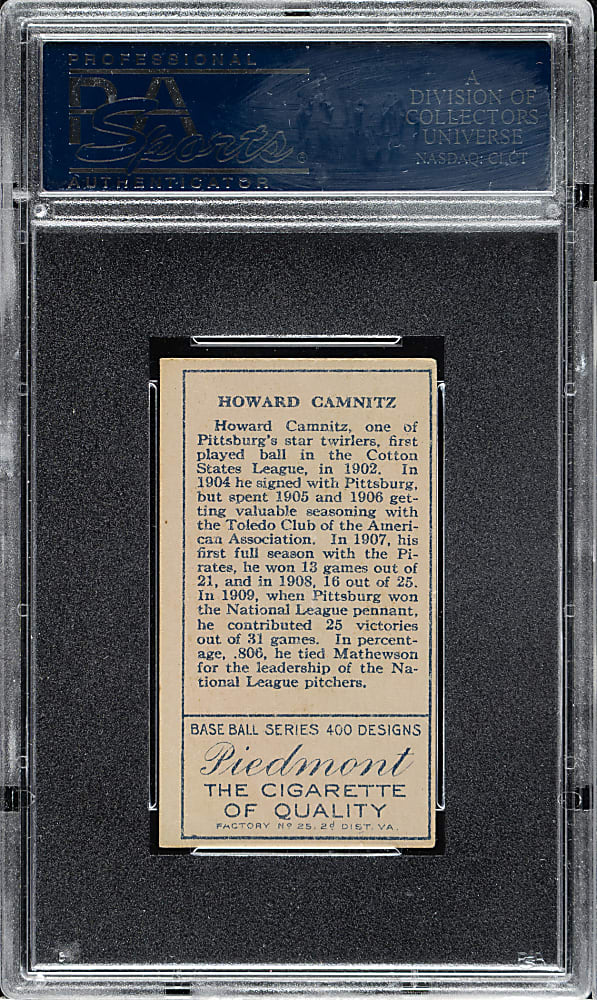 PROFESSIONAL
PSA
Sports®
AUTHENTICATOR
A
DIVISION OF
COLLECTORS
UNIVERSE
NASDAQ: CLCT
HOWARD CAMNITZ
Howard Camnitz, one of
Pittsburg's star twirlers, first
played ball in the Cotton
States League, in 1902. In
1904 he signed with Pittsburg,
but spent 1905 and 1906 get-
ting valuable seasoning with
the Toledo Club of the Ameri-
can Association. In 1907, his
first full season with the Pi-
rates, he won 13 games out of
21, and in 1908, 16 out of 25.
In 1909, when Pittsburg won
the National League pennant,
he contributed 25 victories
out of 31 games. In percent-
age, .806, he tied Mathewson
for the leadership of the Na-
tional League pitchers.
BASE BALL SERIES 400 DESIGNS
Piedmont
THE CIGARETTE
OF QUALITY
FACTORY Nº 25, 2d DIST. VA.
PSA